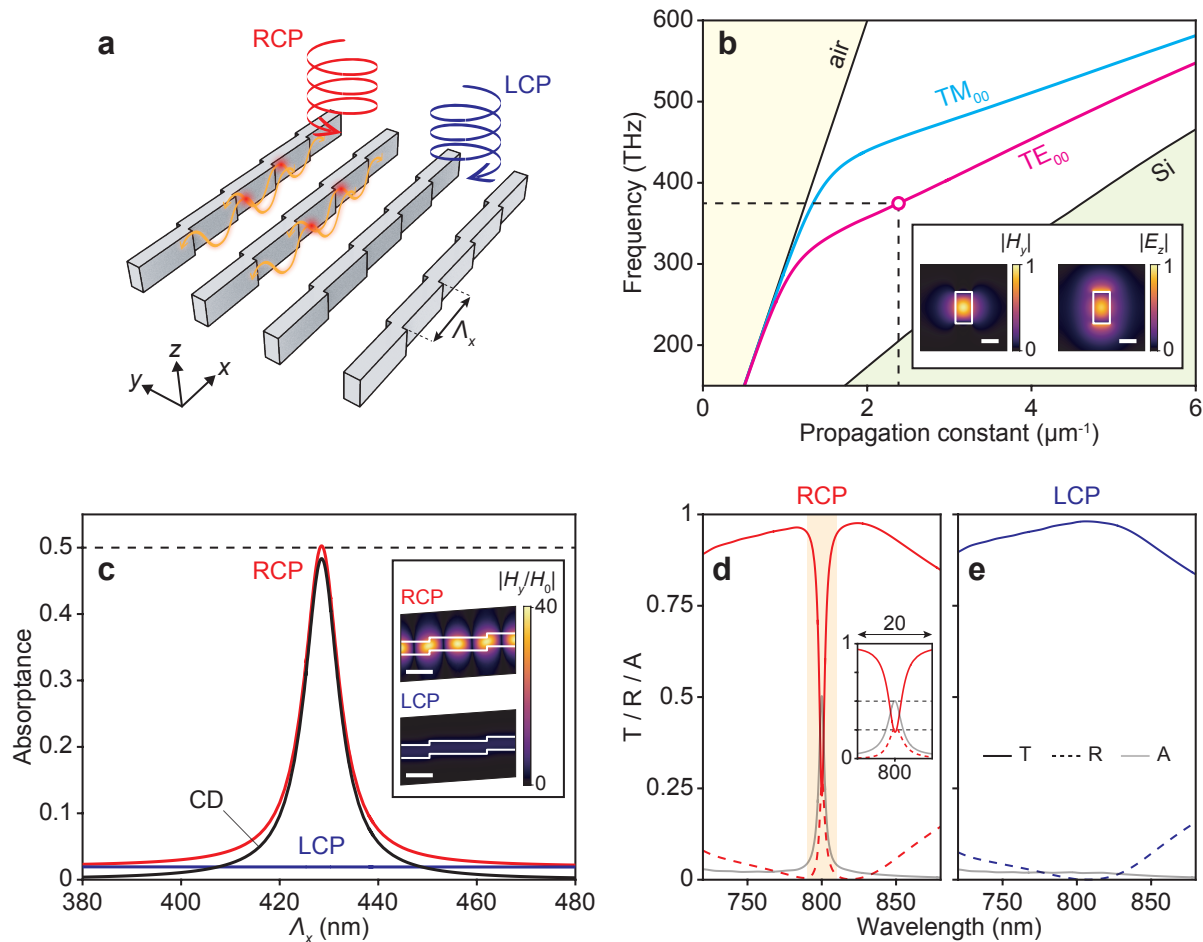 a
RCP
LCP
Λx
z
y
x
b
600
500
400
300
200
Frequency (THz)
air
TM00
TE00
Si
|Hy|
1
0
|Ez|
1
0
0
2
4
6
Propagation constant (µm-1)
c
0.5
0.4
0.3
0.2
0.1
0
Absorptance
RCP
CD
LCP
|Hy/H0|
40
0
RCP
LCP
380
400
420
440
460
480
Λx (nm)
RCP
LCP
d
e
1
0.75
0.5
0.25
0
T / R / A
20
1
0
800
T
R
A
750
800
850
750
800
850
Wavelength (nm)